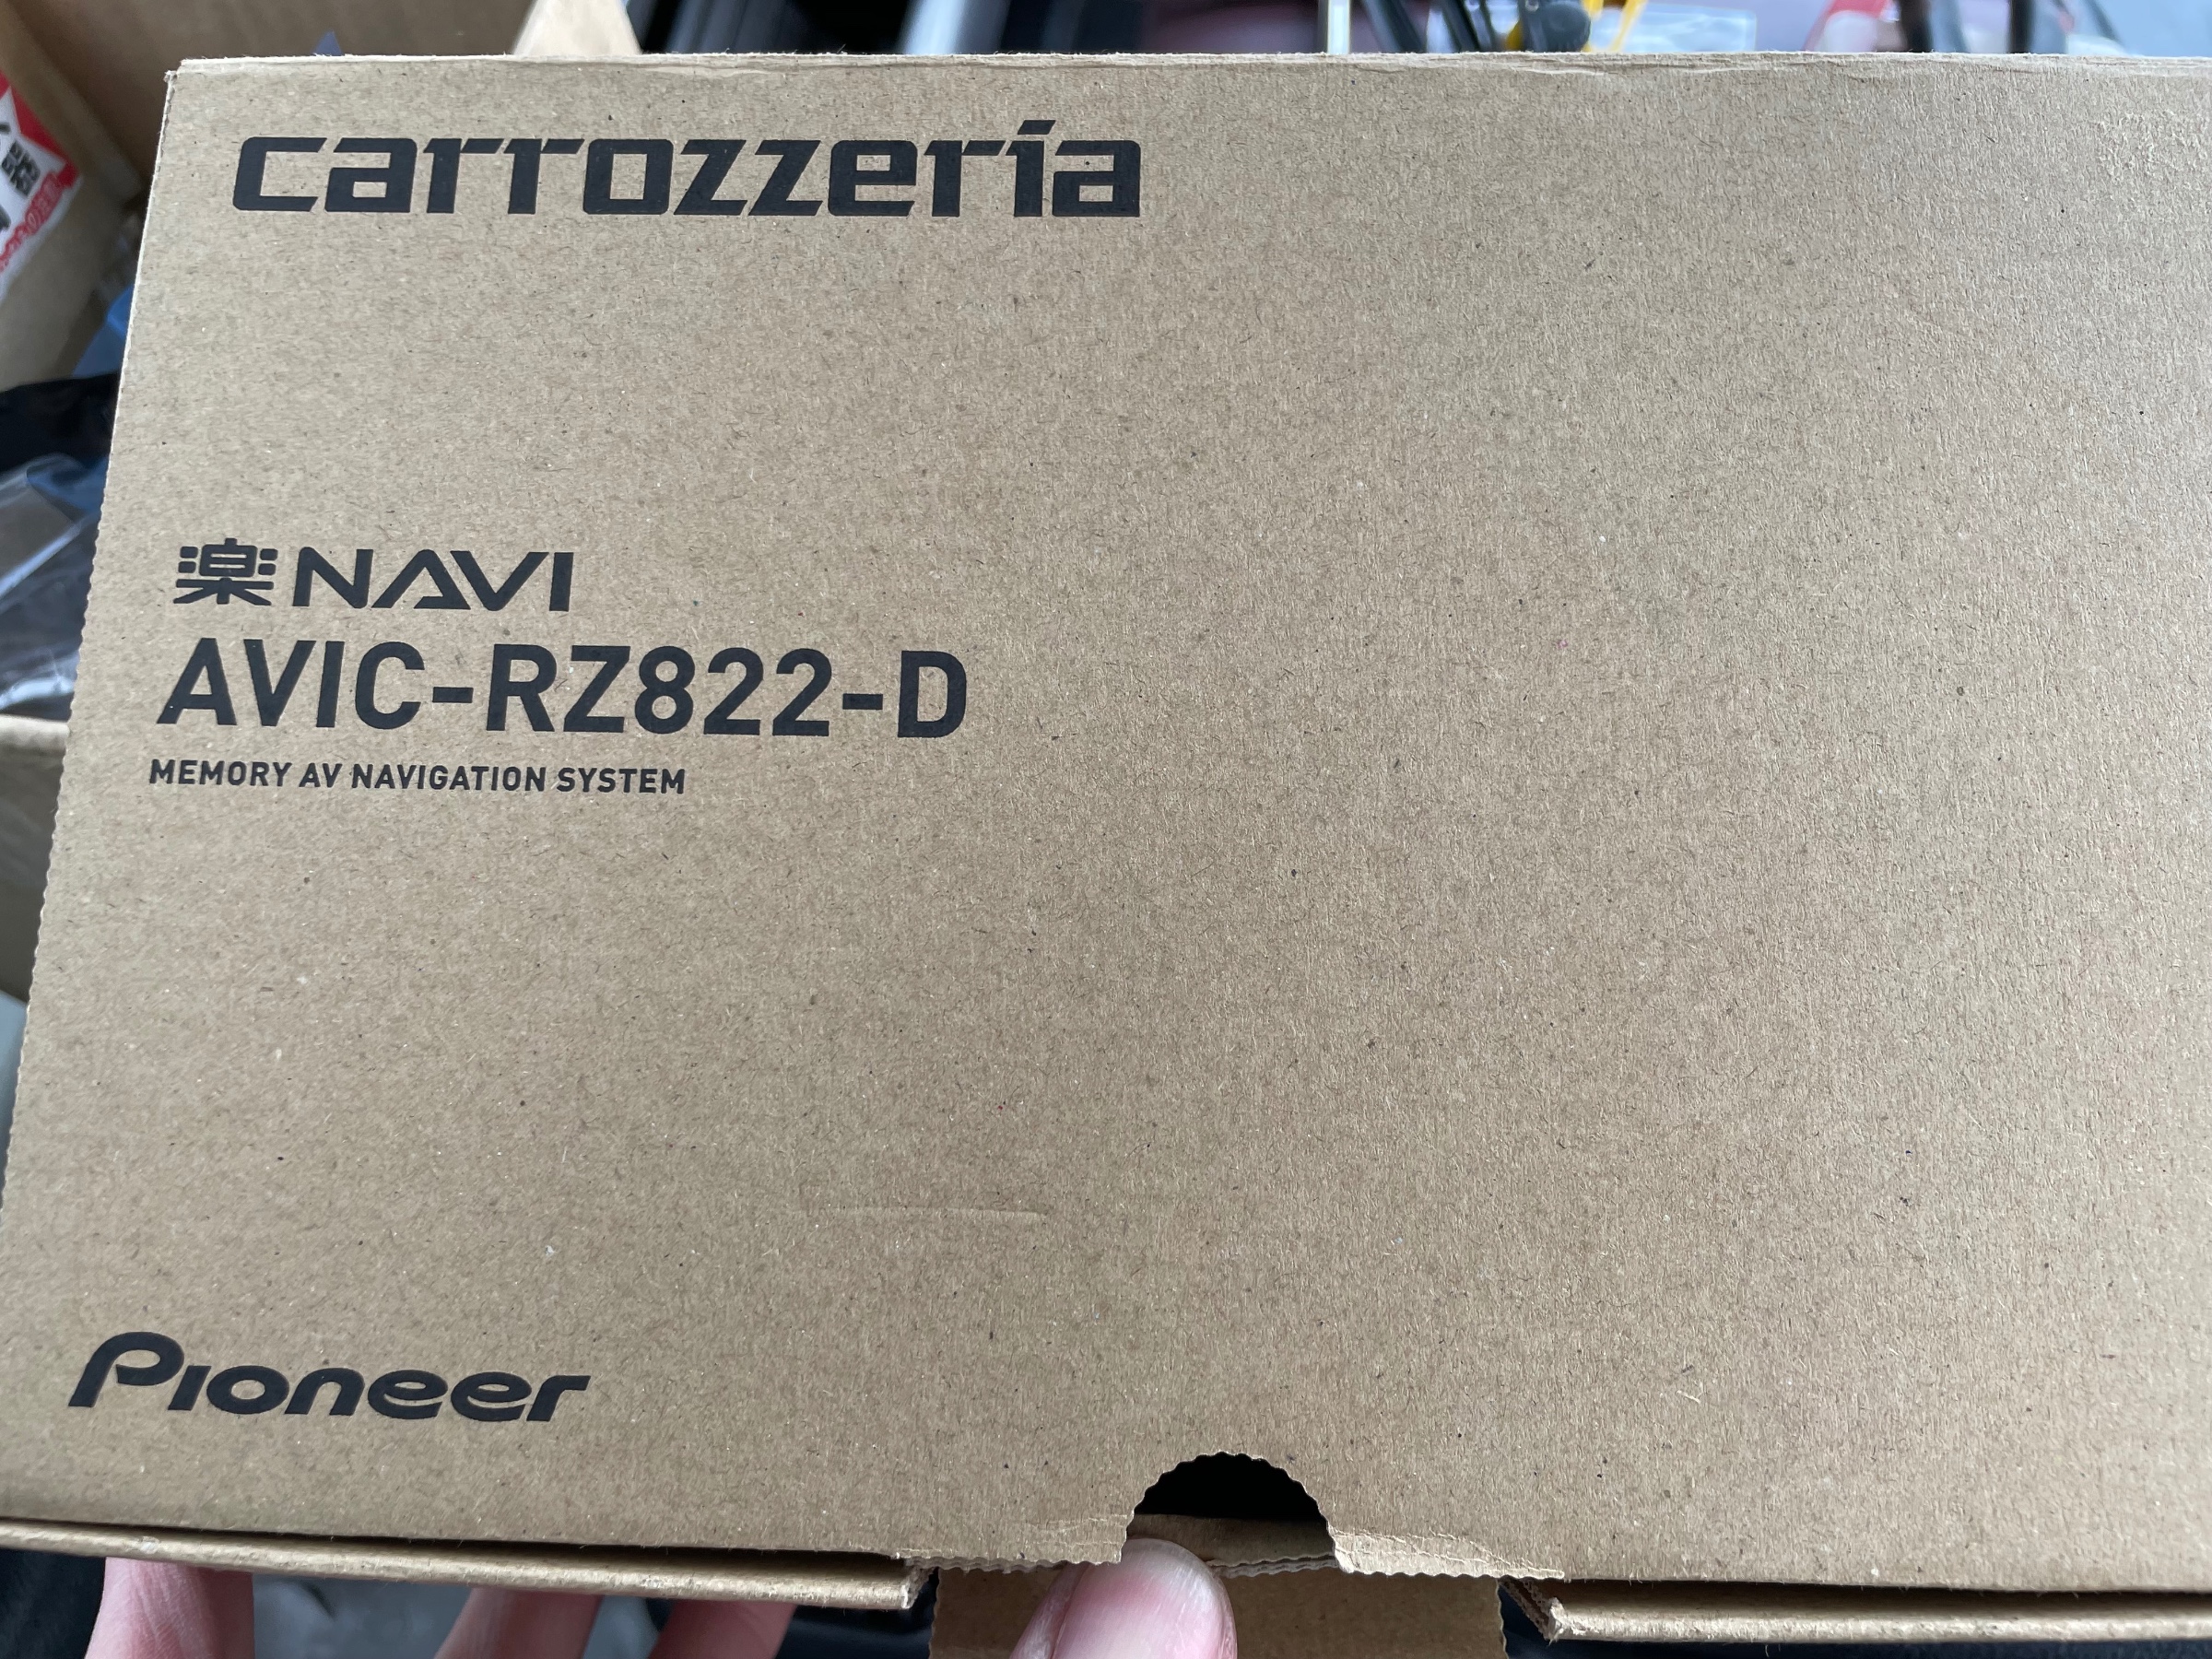 carrozzeria
楽NAVI
AVIC-RZ822-D
MEMORY AV NAVIGATION SYSTEM
Pioneer